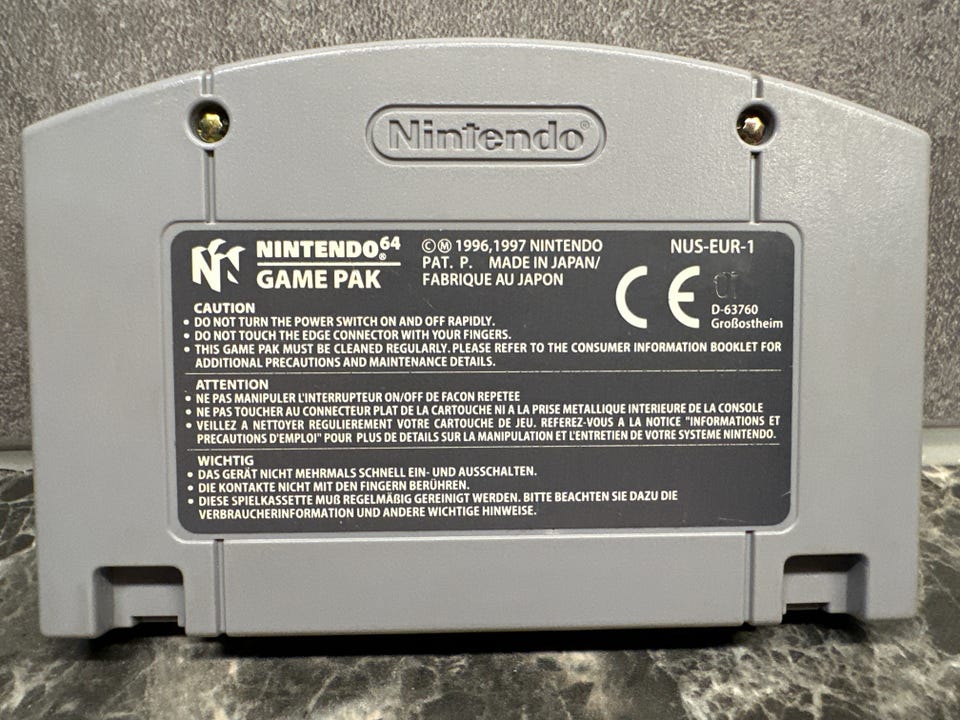 Nintendo®
NINTENDO64®
GAME PAK
©Ⓜ 1996,1997 NINTENDO
PAT. P. MADE IN JAPAN/
FABRIQUE AU JAPON
NUS-EUR-1
CE
D-63760
Großostheim
CAUTION
• DO NOT TURN THE POWER SWITCH ON AND OFF RAPIDLY.
• DO NOT TOUCH THE EDGE CONNECTOR WITH YOUR FINGERS.
• THIS GAME PAK MUST BE CLEANED REGULARLY. PLEASE REFER TO THE CONSUMER INFORMATION BOOKLET FOR
ADDITIONAL PRECAUTIONS AND MAINTENANCE DETAILS.
ATTENTION
• NE PAS MANIPULER L'INTERRUPTEUR ON/OFF DE FACON REPETEE
• NE PAS TOUCHER AU CONNECTEUR PLAT DE LA CARTOUCHE NI A LA PRISE METALLIQUE INTERIEURE DE LA CONSOLE
• VEILLEZ A NETTOYER REGULIEREMENT VOTRE CARTOUCHE DE JEU. REFEREZ-VOUS A LA NOTICE "INFORMATIONS ET
PRECAUTIONS D'EMPLOI" POUR PLUS DE DETAILS SUR LA MANIPULATION ET L'ENTRETIEN DE VOTRE SYSTEME NINTENDO.
WICHTIG
• DAS GERÄT NICHT MEHRMALS SCHNELL EIN- UND AUSSCHALTEN.
• DIE KONTAKTE NICHT MIT DEN FINGERN BERÜHREN.
• DIESE SPIELKASSETTE MUß REGELMÄßIG GEREINIGT WERDEN. BITTE BEACHTEN SIE DAZU DIE
VERBRAUCHERINFORMATION UND ANDERE WICHTIGE HINWEISE.